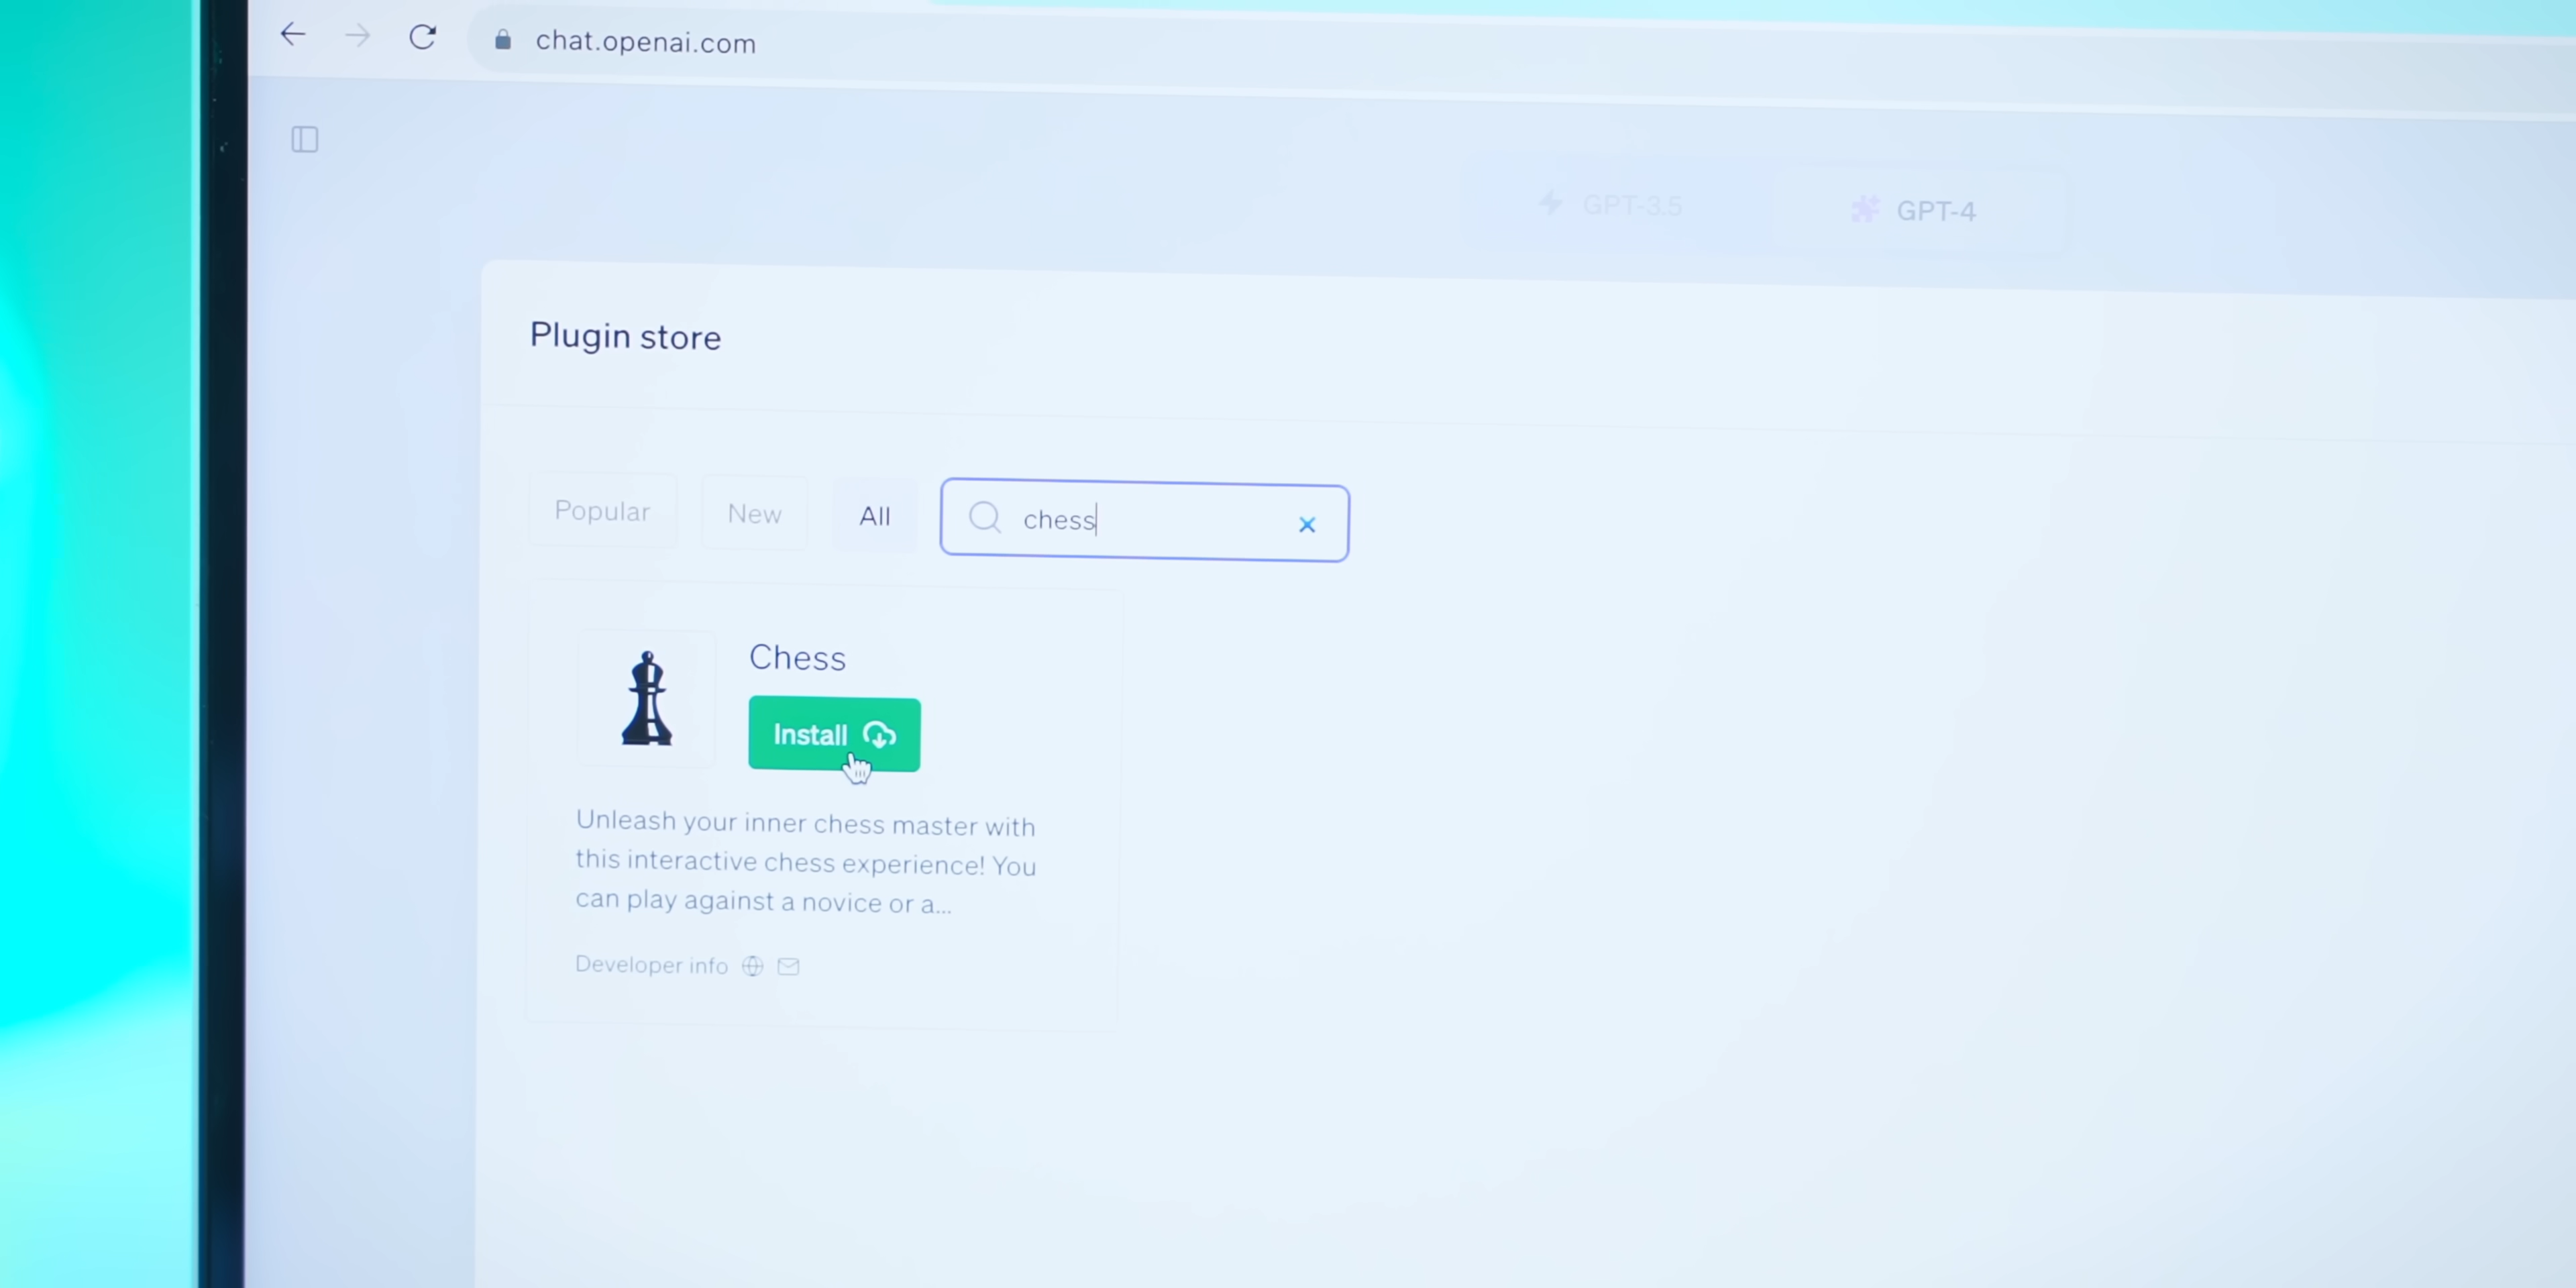 chat.openai.com
GPT-3.5
GPT-4
Plugin store
Popular
New
All
chess
Chess
Install
Unleash your inner chess master with
this interactive chess experience! You
can play against a novice or a...
Developer info